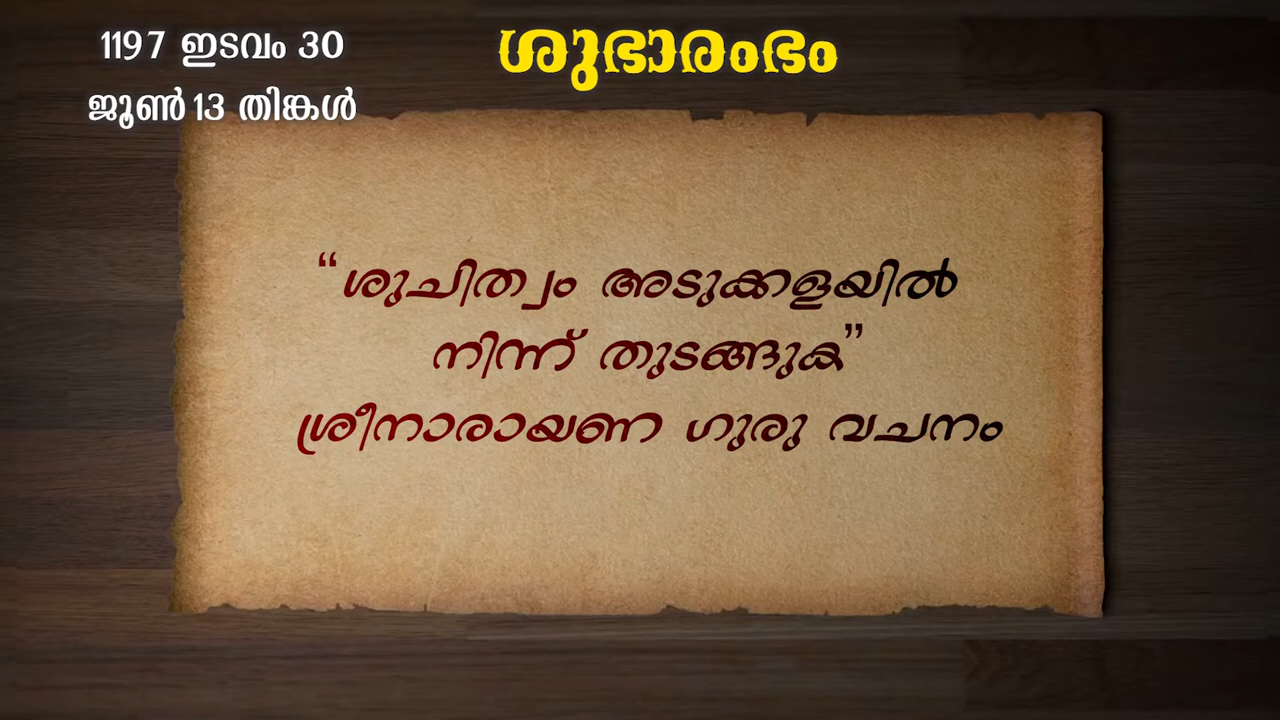 1197 ഇടവം 30
ജൂൺ 13 തിങ്കൾ
ശുഭാരംഭം
“ശുചിത്വം അടുക്കളയിൽ
നിന്ന് തുടങ്ങുക”
ശ്രീനാരായണ ഗുരു വചനം